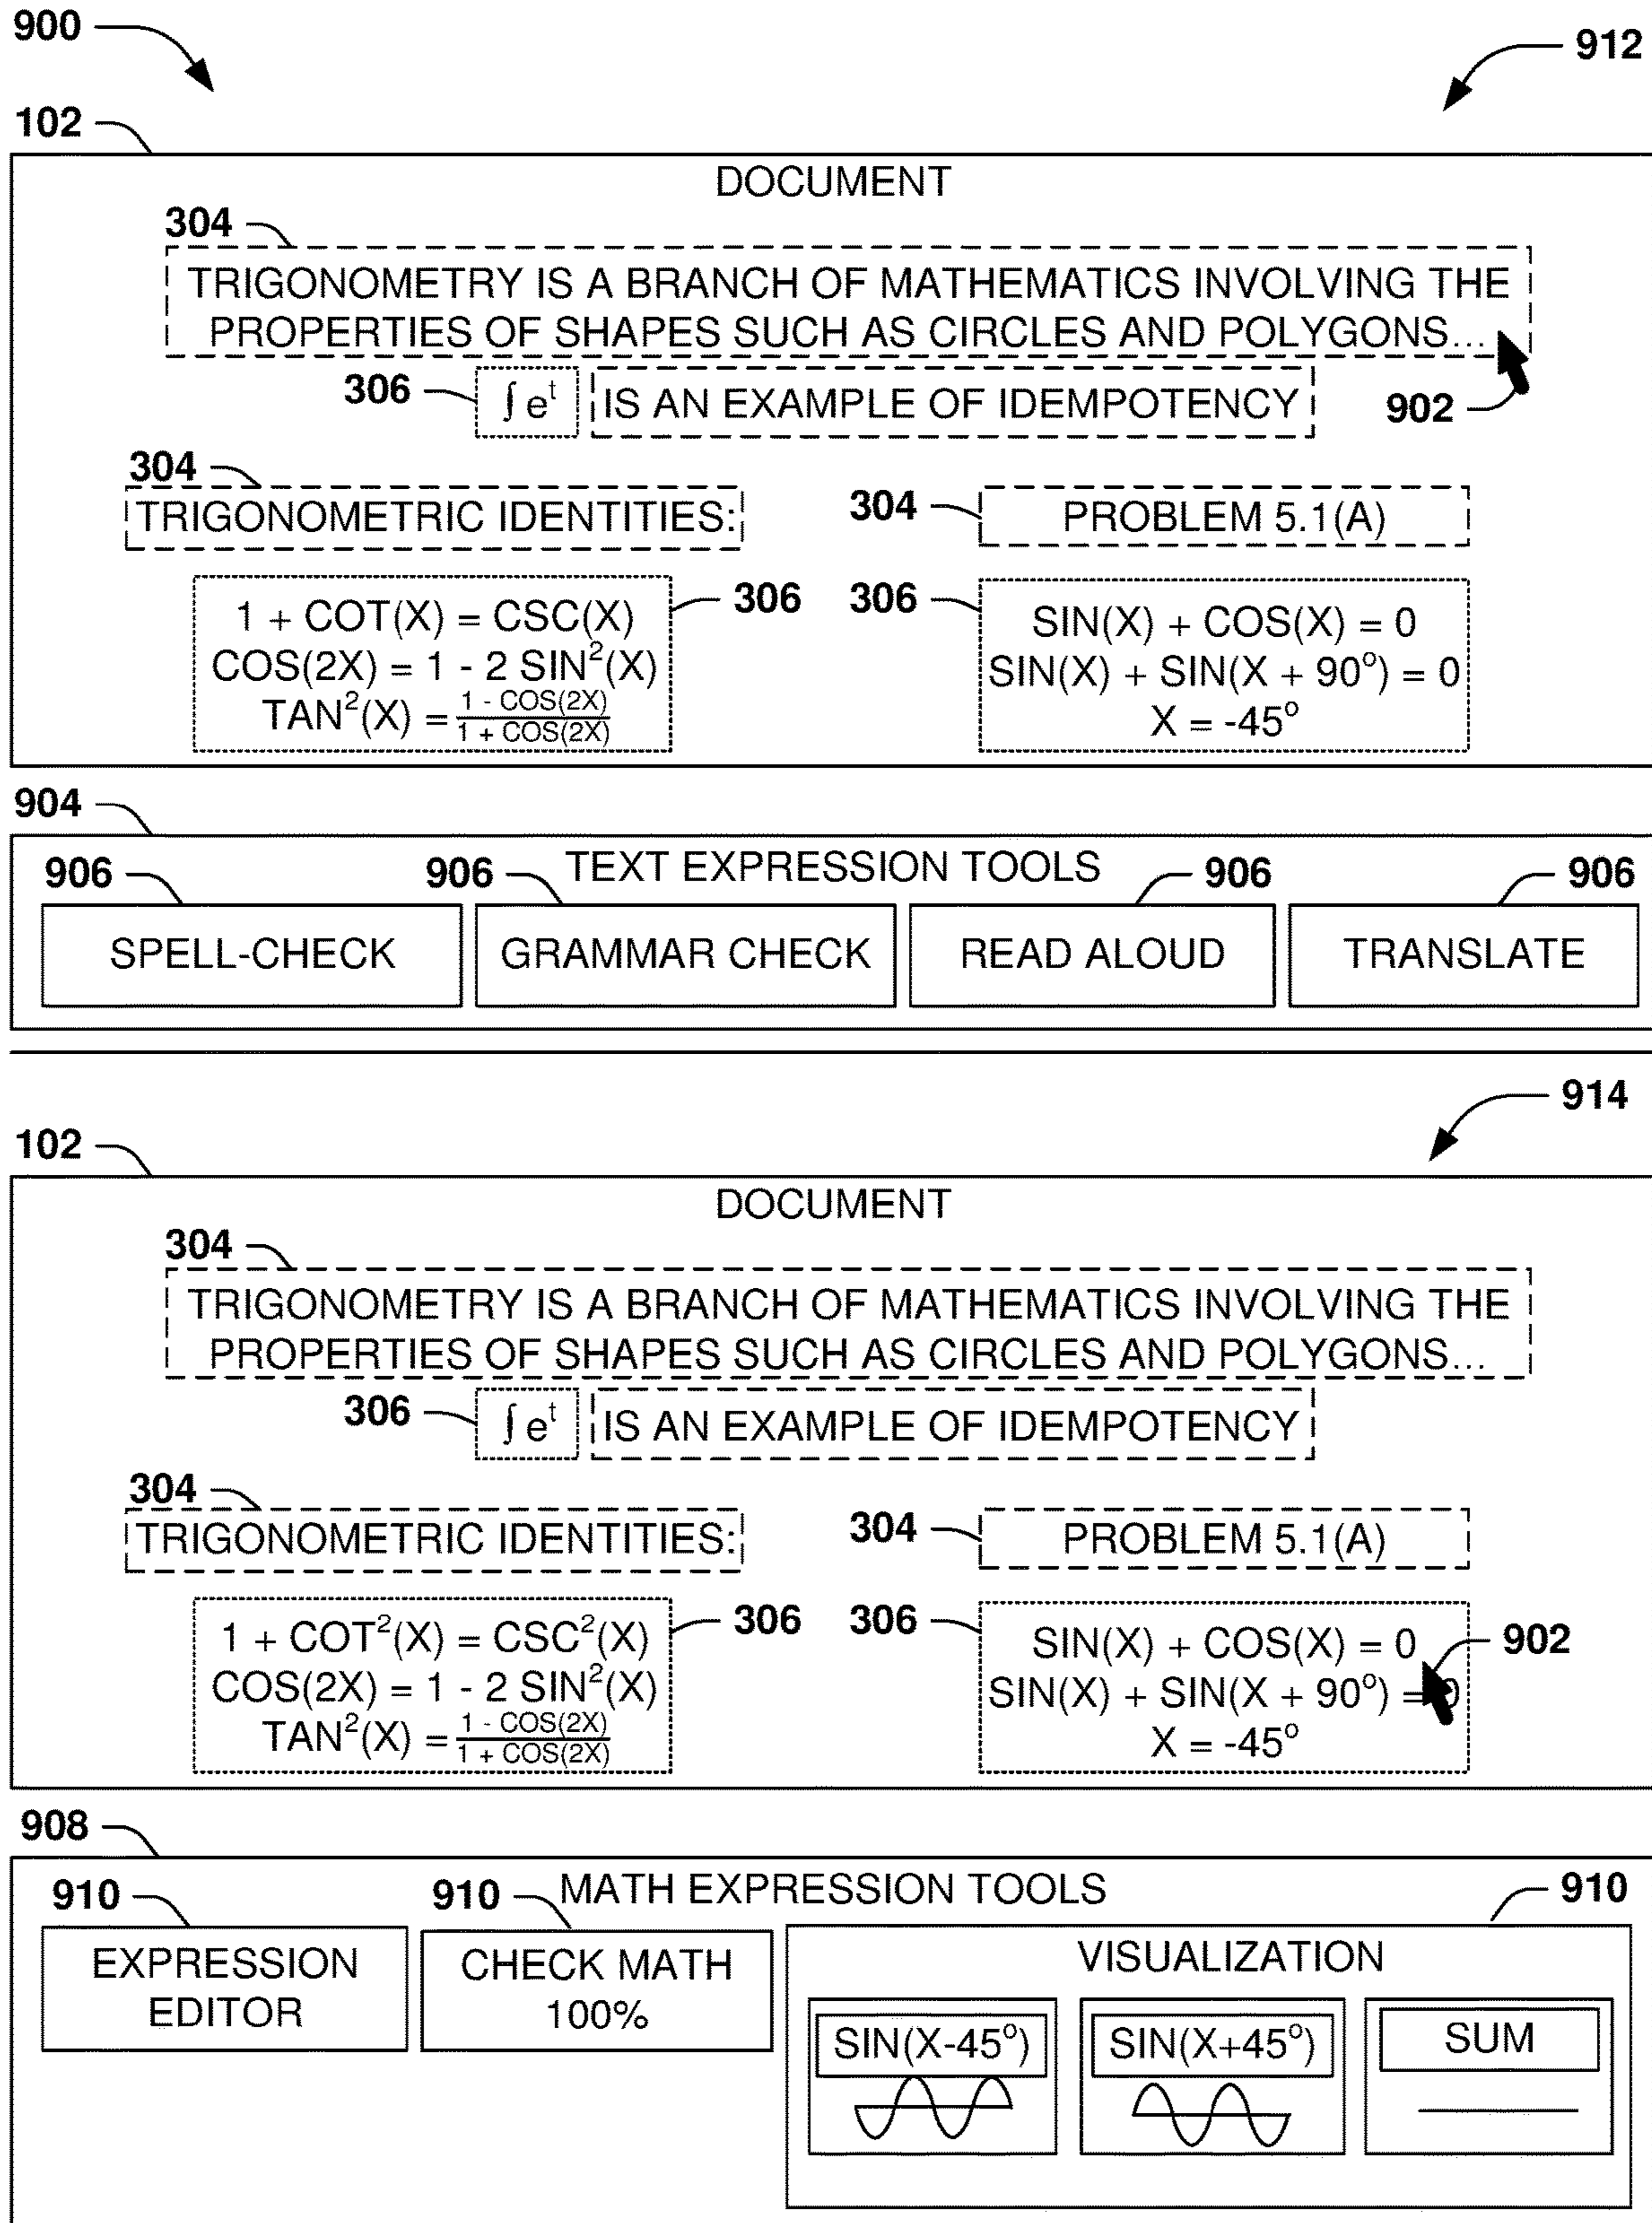 900
912
102
DOCUMENT
304
TRIGONOMETRY IS A BRANCH OF MATHEMATICS INVOLVING THE
PROPERTIES OF SHAPES SUCH AS CIRCLES AND POLYGONS...
306 ∫ eᵗ IS AN EXAMPLE OF IDEMPOTENCY 902
304
TRIGONOMETRIC IDENTITIES:
304 PROBLEM 5.1(A)
306
1 + COT(X) = CSC(X)
COS(2X) = 1 - 2 SIN²(X)
TAN²(X) = 1 - COS(2X)
1 + COS(2X)
306
SIN(X) + COS(X) = 0
SIN(X) + SIN(X + 90°) = 0
X = -45°
904
TEXT EXPRESSION TOOLS
906 906 906 906
SPELL-CHECK GRAMMAR CHECK READ ALOUD TRANSLATE
914
102
DOCUMENT
304
TRIGONOMETRY IS A BRANCH OF MATHEMATICS INVOLVING THE
PROPERTIES OF SHAPES SUCH AS CIRCLES AND POLYGONS...
306 ∫ eᵗ IS AN EXAMPLE OF IDEMPOTENCY
304
TRIGONOMETRIC IDENTITIES:
304 PROBLEM 5.1(A)
306
1 + COT²(X) = CSC²(X)
COS(2X) = 1 - 2 SIN²(X)
TAN²(X) = 1 - COS(2X)
1 + COS(2X)
306
902
SIN(X) + COS(X) = 0
SIN(X) + SIN(X + 90°) = 0
X = -45°
908
MATH EXPRESSION TOOLS
910 910 910
EXPRESSION
EDITOR
CHECK MATH
100%
VISUALIZATION
SIN(X-45°) SIN(X+45°) SUM